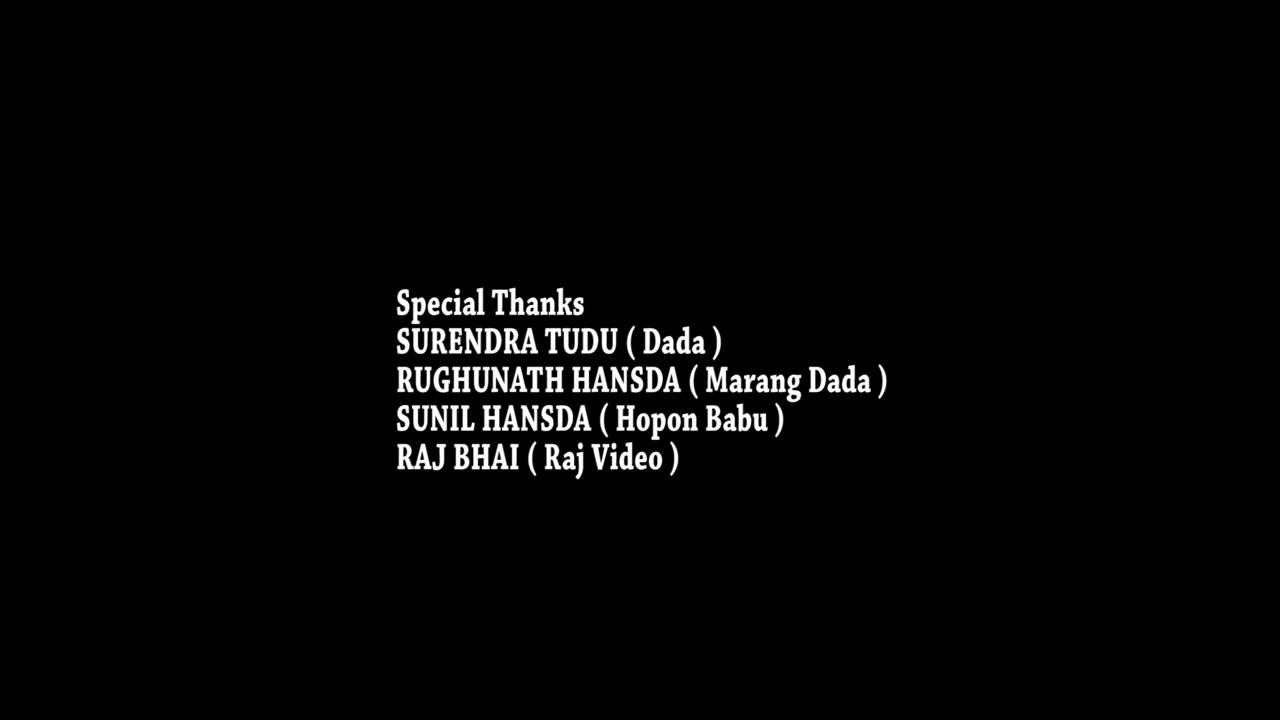 Special Thanks
SURENDRA TUDU ( Dada )
RUGHUNATH HANSDA ( Marang Dada )
SUNIL HANSDA ( Hopon Babu )
RAJ BHAI ( Raj Video )